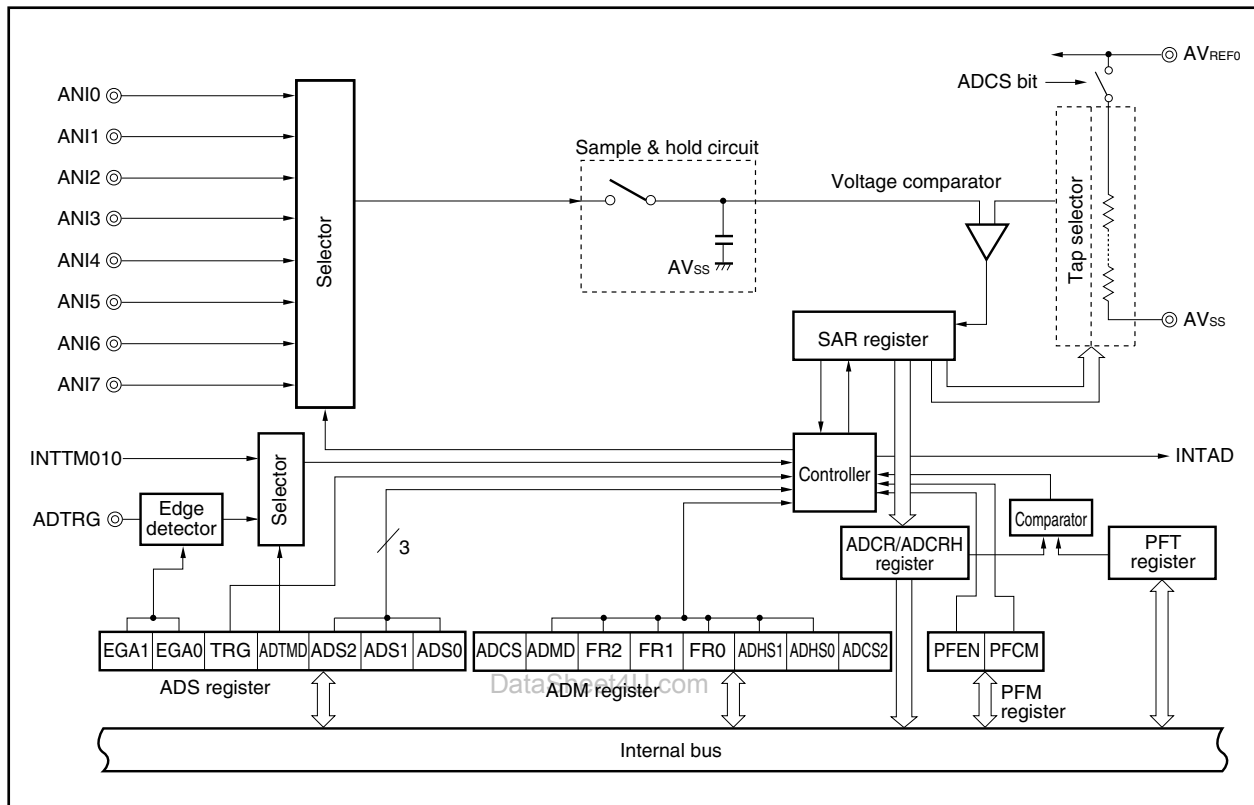 AVREF0
ADCS bit
ANI0
ANI1
ANI2
ANI3
ANI4
ANI5
ANI6
ANI7
Selector
Sample & hold circuit
AVSS
Voltage comparator
Tap selector
AVSS
SAR register
INTTM010
ADTRG
Edge
detector
Selector
3
Controller
INTAD
Comparator
ADCR/ADCRH
register
PFT
register
EGA1 EGA0 TRG ADTMD ADS2 ADS1 ADS0
ADS register
ADCS ADMD FR2 FR1 FR0 ADHS1 ADHS0 ADCS2
ADM register
PFEN PFCM
PFM
register
DataSheet4U.com
Internal bus